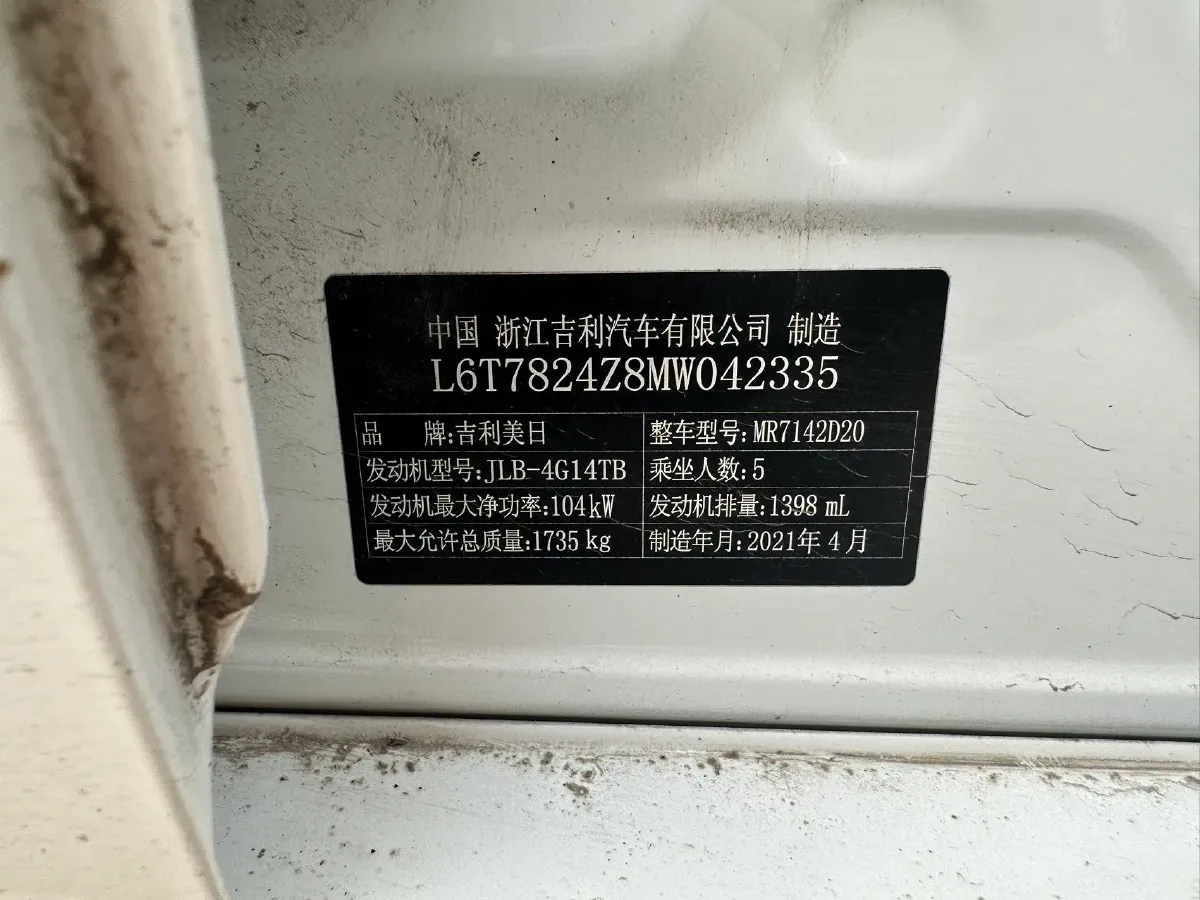 中国 浙江吉利汽车有限公司 制造
L6T7824Z8MW042335
品 牌:吉利美日 整车型号:MR7142D20
发动机型号:JLB-4G14TB 乘坐人数:5
发动机最大净功率:104kW 发动机排量:1398 mL
最大允许总质量:1735 kg 制造年月:2021年4月